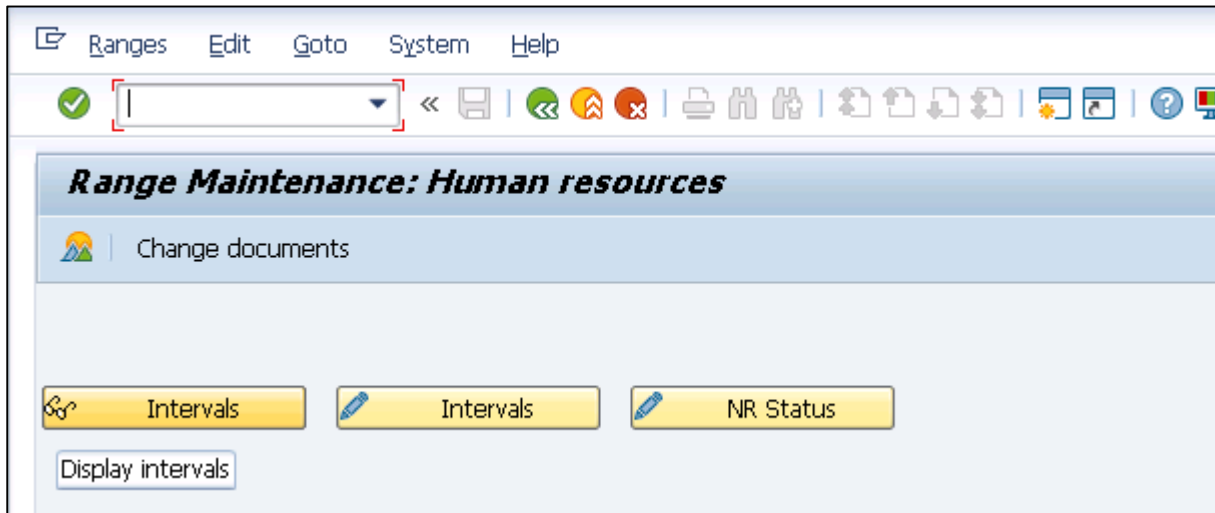 Ranges Edit Goto System Help
Range Maintenance: Human resources
Change documents
Intervals Intervals NR Status
Display intervals